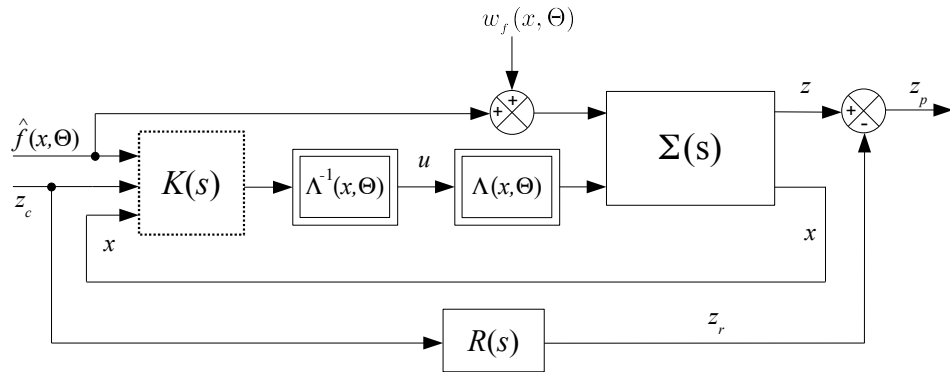 w_f(x, Θ)
z
z_p
+
+
+
-
f̂(x,Θ)
K(s)
Λ⁻¹(x,Θ)
u
Λ(x,Θ)
Σ(s)
z_c
x
x
z_r
R(s)